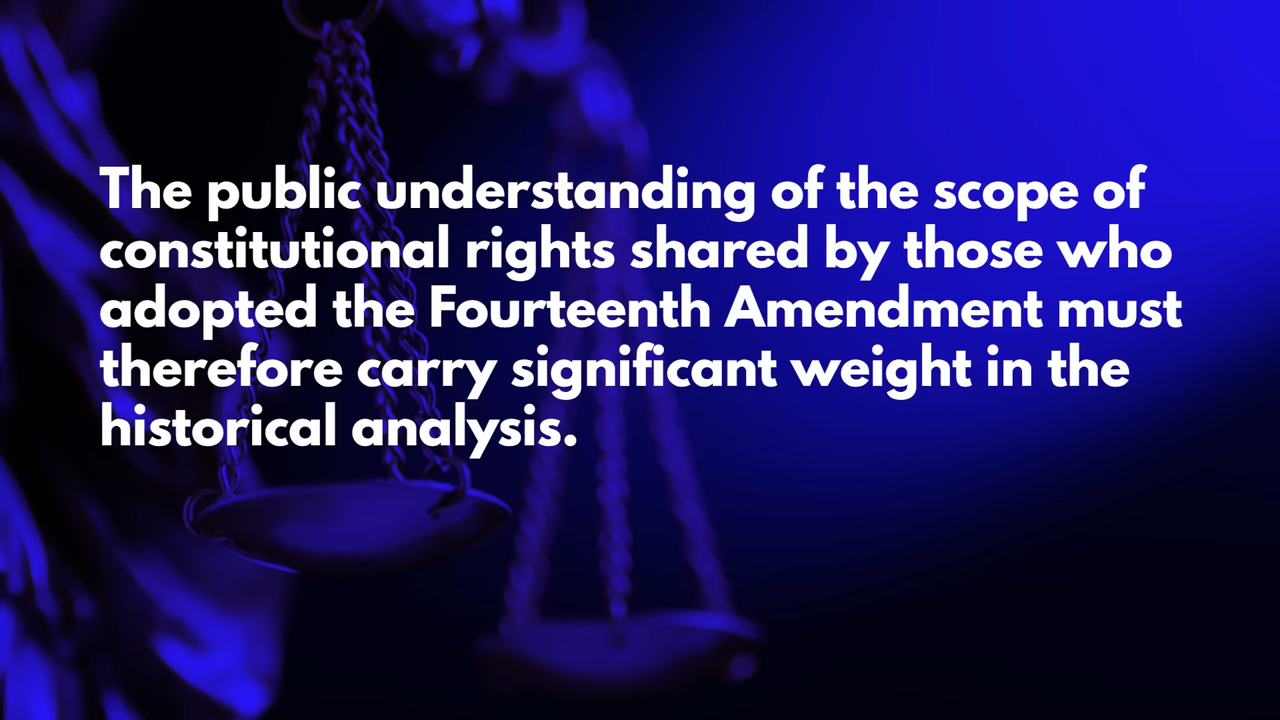 The public understanding of the scope of
constitutional rights shared by those who
adopted the Fourteenth Amendment must
therefore carry significant weight in the
historical analysis.